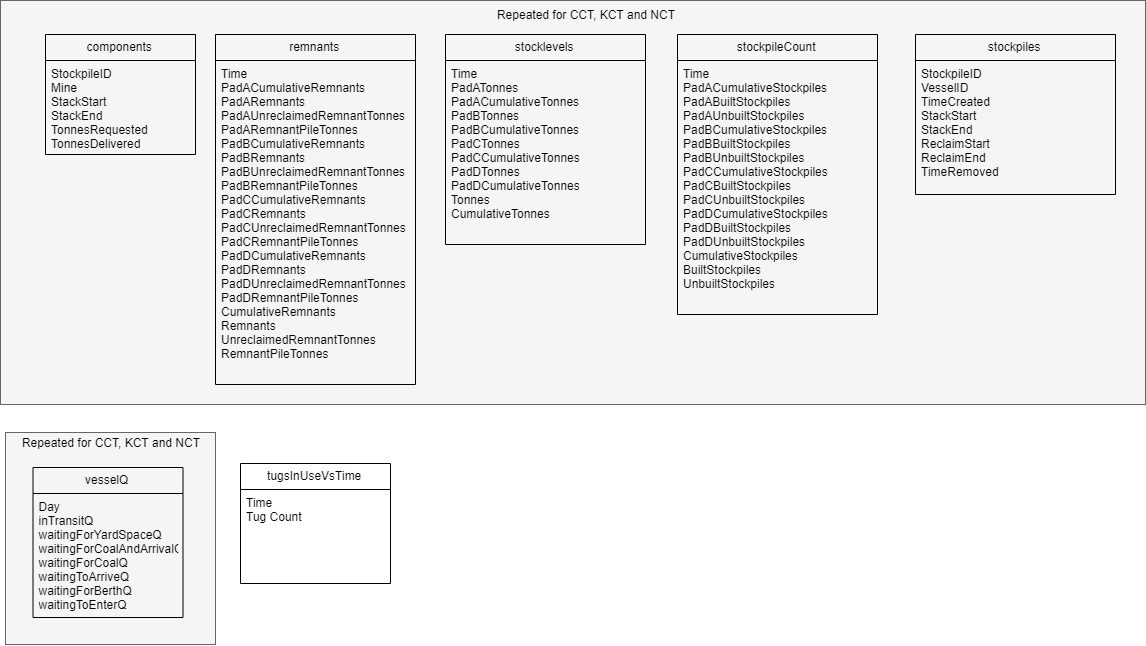 Repeated for CCT, KCT and NCT
components
StockpileID
Mine
StackStart
StackEnd
TonnesRequested
TonnesDelivered
remnants
Time
PadACumulativeRemnants
PadARemnants
PadAUnreclaimedRemnantTonnes
PadARemnantPileTonnes
PadBCumulativeRemnants
PadBRemnants
PadBUnreclaimedRemnantTonnes
PadBRemnantPileTonnes
PadCCumulativeRemnants
PadCRemnants
PadCUnreclaimedRemnantTonnes
PadCRemnantPileTonnes
PadDCumulativeRemnants
PadDRemnants
PadDUnreclaimedRemnantTonnes
PadDRemnantPileTonnes
CumulativeRemnants
Remnants
UnreclaimedRemnantTonnes
RemnantPileTonnes
stocklevels
Time
PadATonnes
PadACumulativeTonnes
PadBTonnes
PadBCumulativeTonnes
PadCTonnes
PadCCumulativeTonnes
PadDTonnes
PadDCumulativeTonnes
Tonnes
CumulativeTonnes
stockpileCount
Time
PadACumulativeStockpiles
PadABuiltStockpiles
PadAUnbuiltStockpiles
PadBCumulativeStockpiles
PadBBuiltStockpiles
PadBUnbuiltStockpiles
PadCCumulativeStockpiles
PadCBuiltStockpiles
PadCUnbuiltStockpiles
PadDCumulativeStockpiles
PadDBuiltStockpiles
PadDUnbuiltStockpiles
CumulativeStockpiles
BuiltStockpiles
UnbuiltStockpiles
stockpiles
StockpileID
VesselID
TimeCreated
StackStart
StackEnd
ReclaimStart
ReclaimEnd
TimeRemoved
Repeated for CCT, KCT and NCT
vesselQ
Day
inTransitQ
waitingForYardSpaceQ
waitingForCoalAndArrivalQ
waitingForCoalQ
waitingToArriveQ
waitingForBerthQ
waitingToEnterQ
tugsInUseVsTime
Time
Tug Count